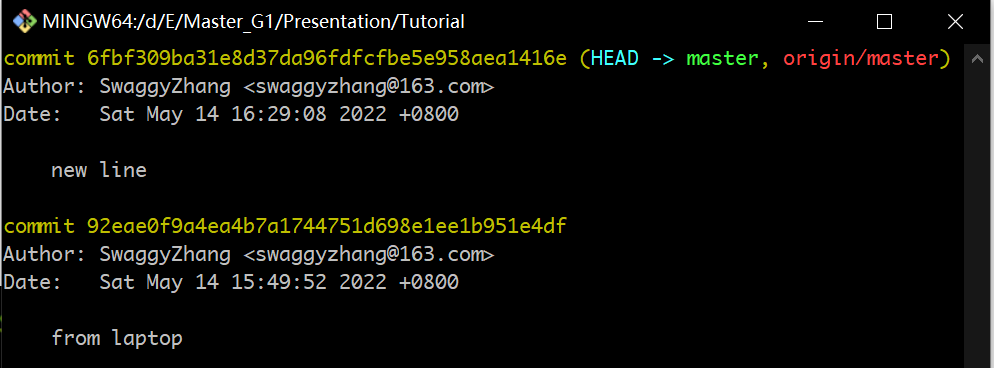 MINGW64:/d/E/Master_G1/Presentation/Tutorial
commit 6fbf309ba31e8d37da96fdfcfbe5e958aea1416e (HEAD -> master, origin/master)
Author: SwaggyZhang <swaggyzhang@163.com>
Date:   Sat May 14 16:29:08 2022 +0800
new line
commit 92eae0f9a4ea4b7a1744751d698e1ee1b951e4df
Author: SwaggyZhang <swaggyzhang@163.com>
Date:   Sat May 14 15:49:52 2022 +0800
from laptop